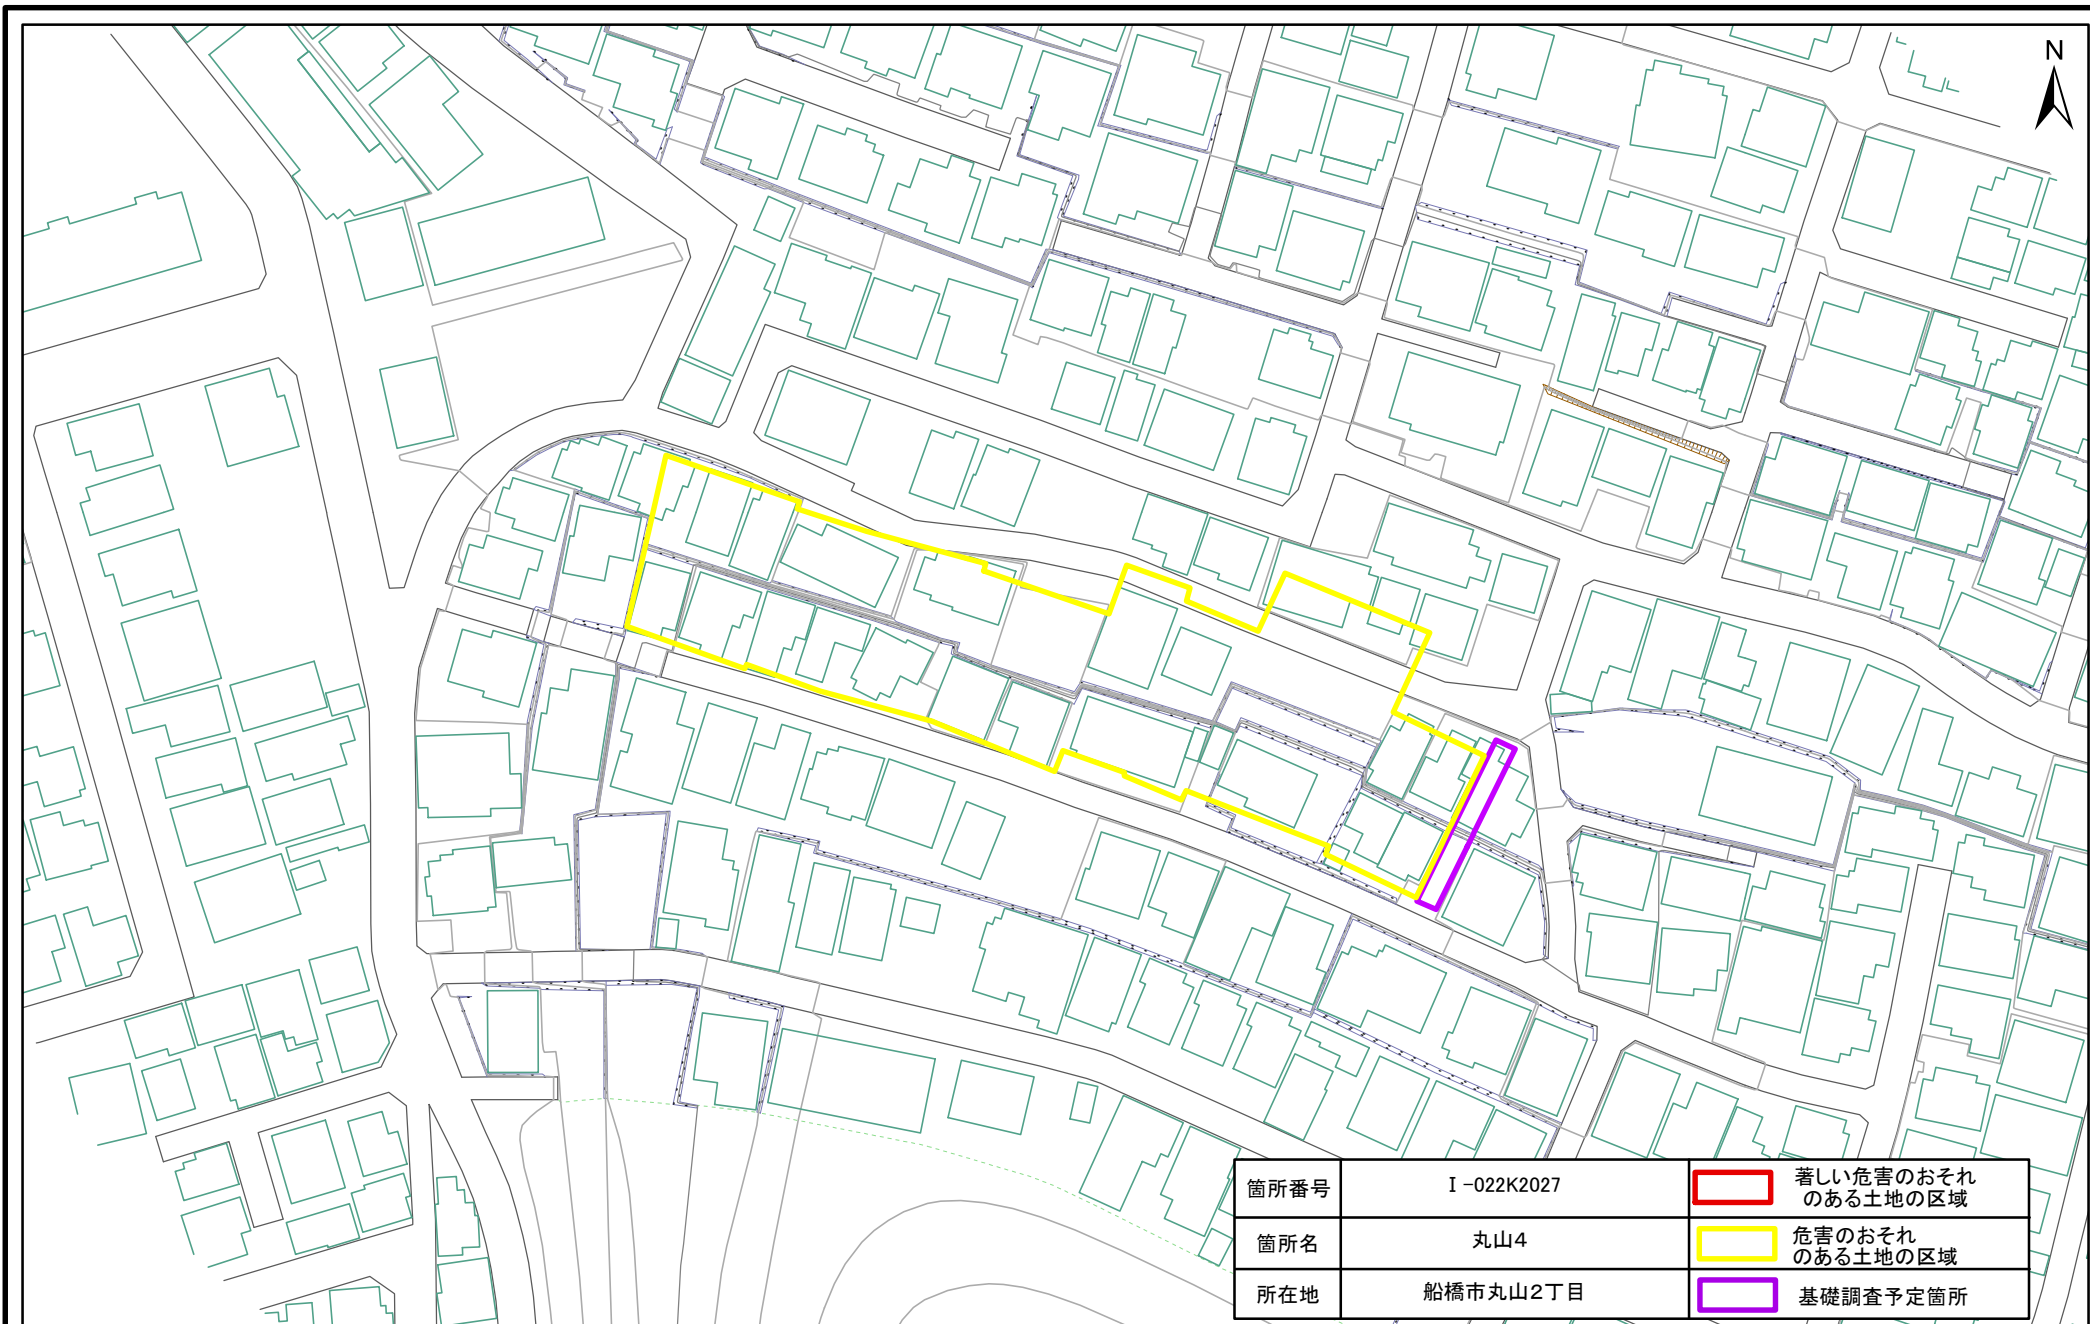 N
箇所番号
Ⅰ-022K2027
著しい危害のおそれ
のある土地の区域
箇所名
丸山4
危害のおそれ
のある土地の区域
所在地
船橋市丸山2丁目
基礎調査予定箇所